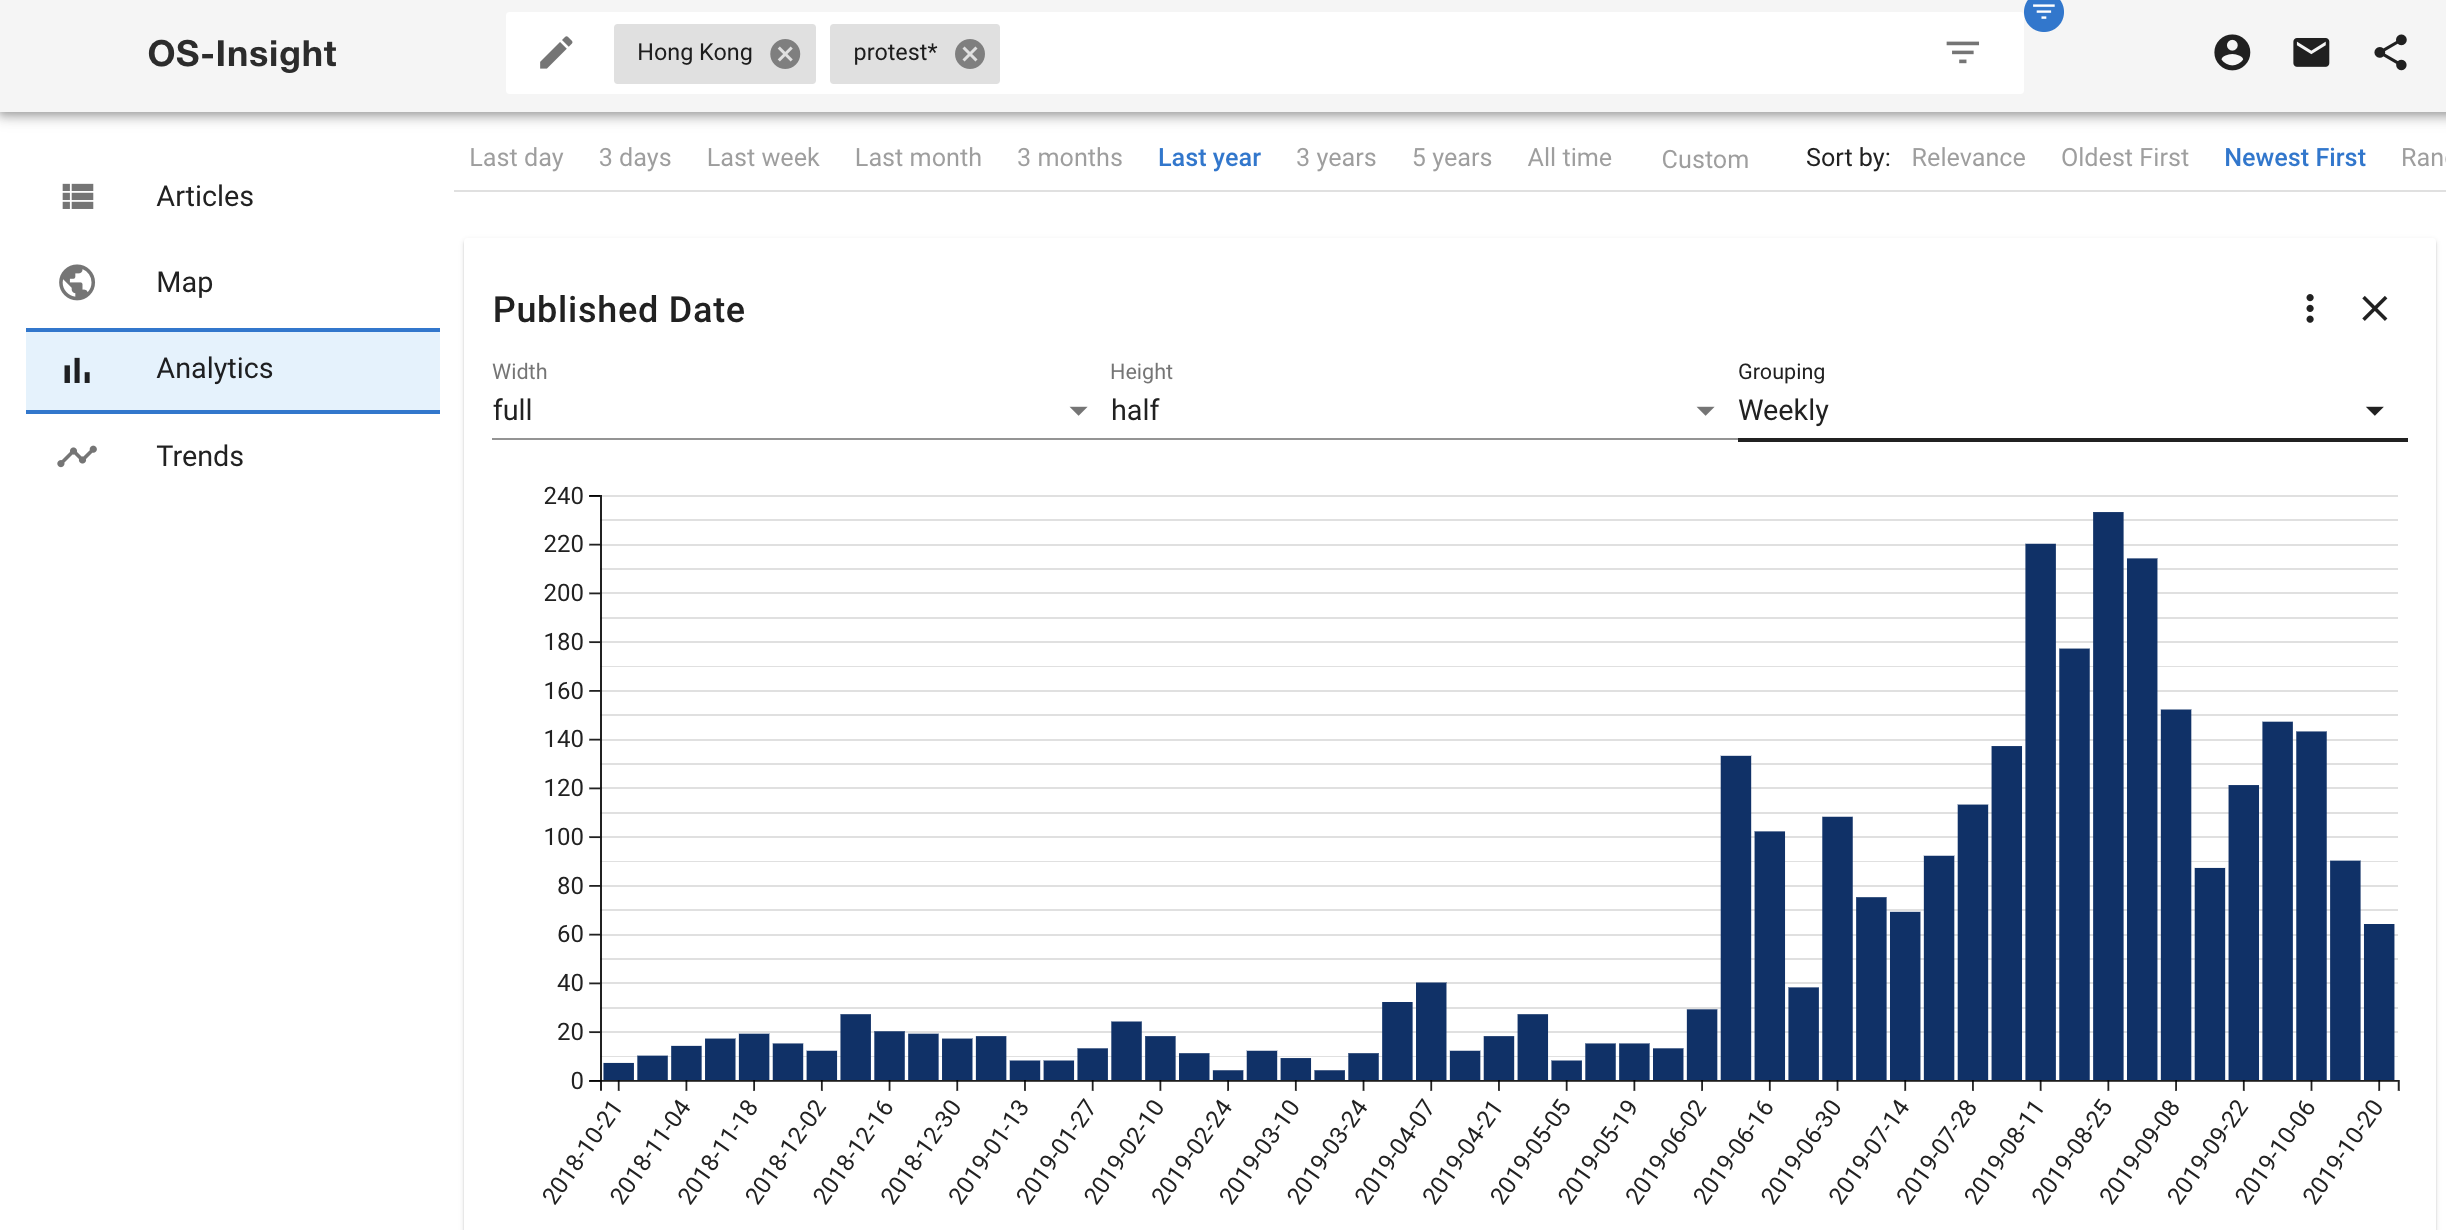 OS-Insight
Hong Kong
protest*
Last day 3 days Last week Last month 3 months Last year 3 years 5 years All time Custom Sort by: Relevance Oldest First Newest First Ran
Articles
Map
Analytics
Trends
Published Date
Width Height Grouping
full half Weekly
240
220
200
180
160
140
120
100
80
60
40
20
0
2018-10-21 2018-11-04 2018-11-18 2018-12-02 2018-12-16 2018-12-30 2019-01-13 2019-01-27 2019-02-10 2019-02-24 2019-03-10 2019-03-24 2019-04-07 2019-04-21 2019-05-05 2019-05-19 2019-06-02 2019-06-16 2019-06-30 2019-07-14 2019-07-28 2019-08-11 2019-08-25 2019-09-08 2019-09-22 2019-10-06 2019-10-20